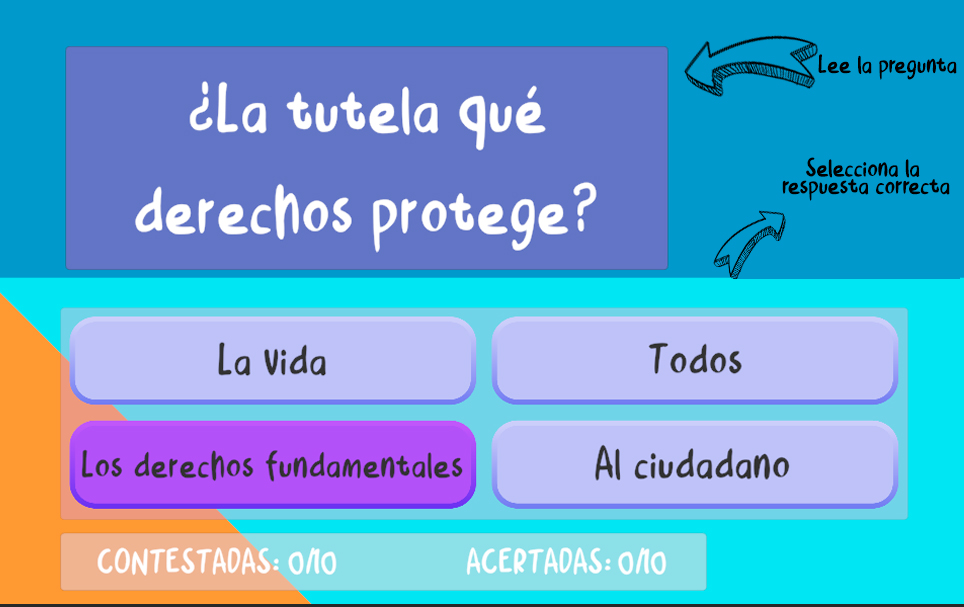 ¿La tutela qué
derechos protege?
Lee la pregunta
Selecciona la
respuesta correcta
La Vida
Todos
Los derechos fundamentales
Al ciudadano
CONTESTADAS: 0/10
ACERTADAS: 0/10